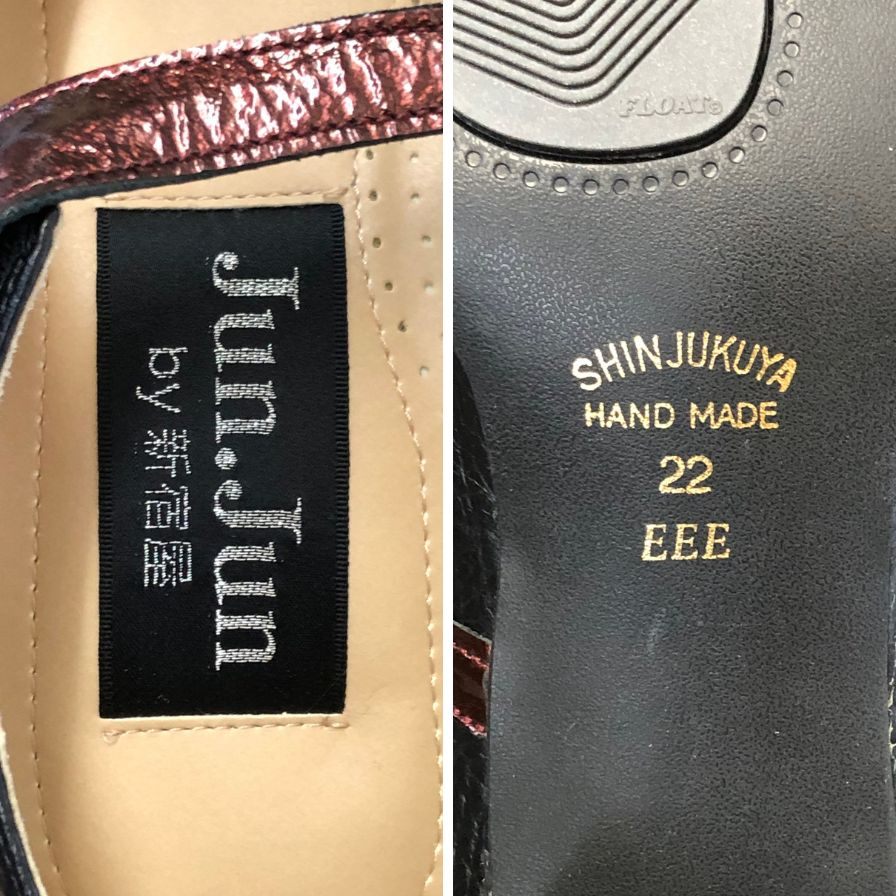 Jun.Jun
by 新宿屋
FLOAT®
SHINJUKUYA
HAND MADE
22
EEE